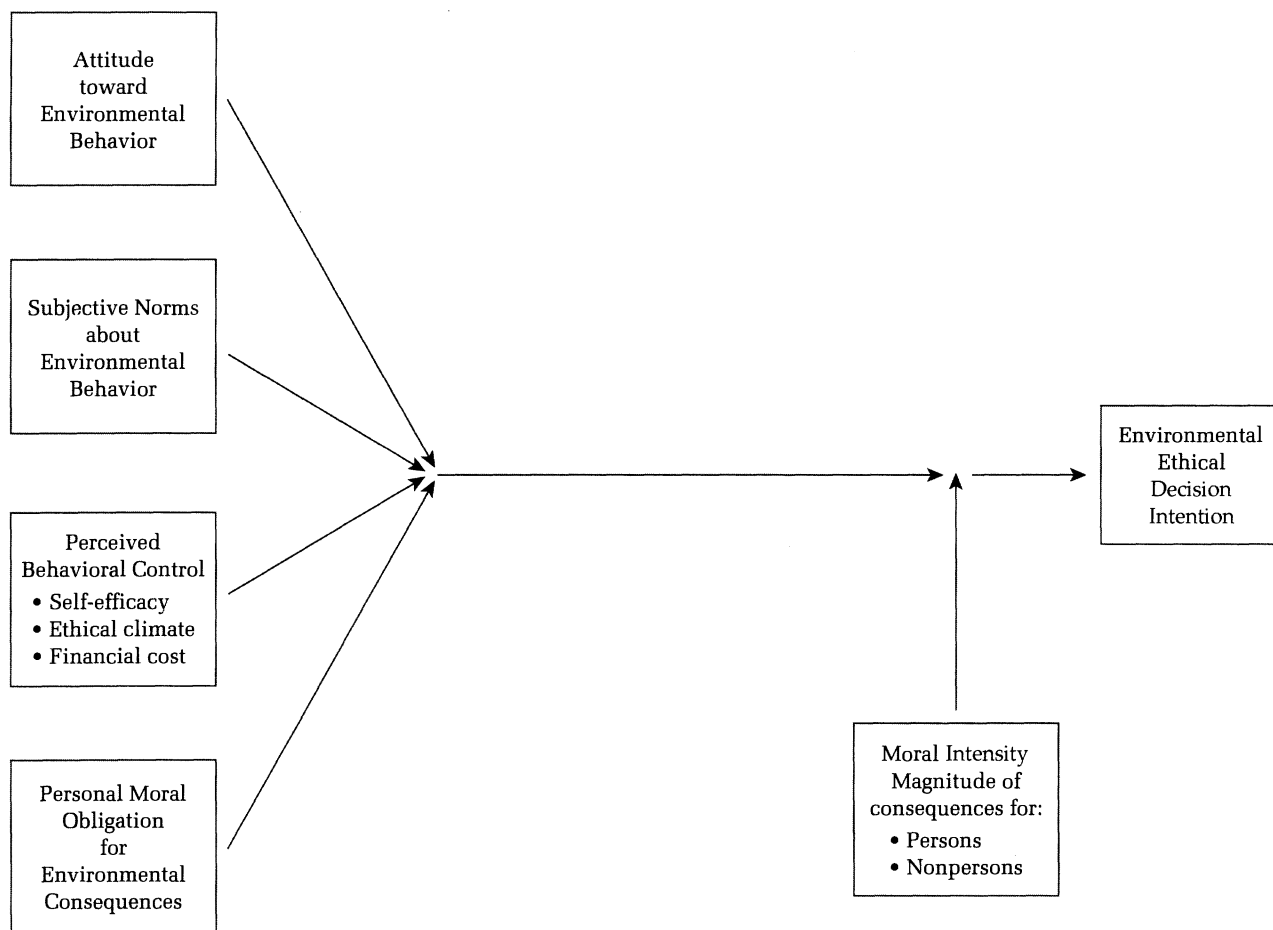 Attitude
toward
Environmental
Behavior
Subjective Norms
about
Environmental
Behavior
Perceived
Behavioral Control
• Self-efficacy
• Ethical climate
• Financial cost
Personal Moral
Obligation
for
Environmental
Consequences
Environmental
Ethical
Decision
Intention
Moral Intensity
Magnitude of
consequences for:
• Persons
• Nonpersons